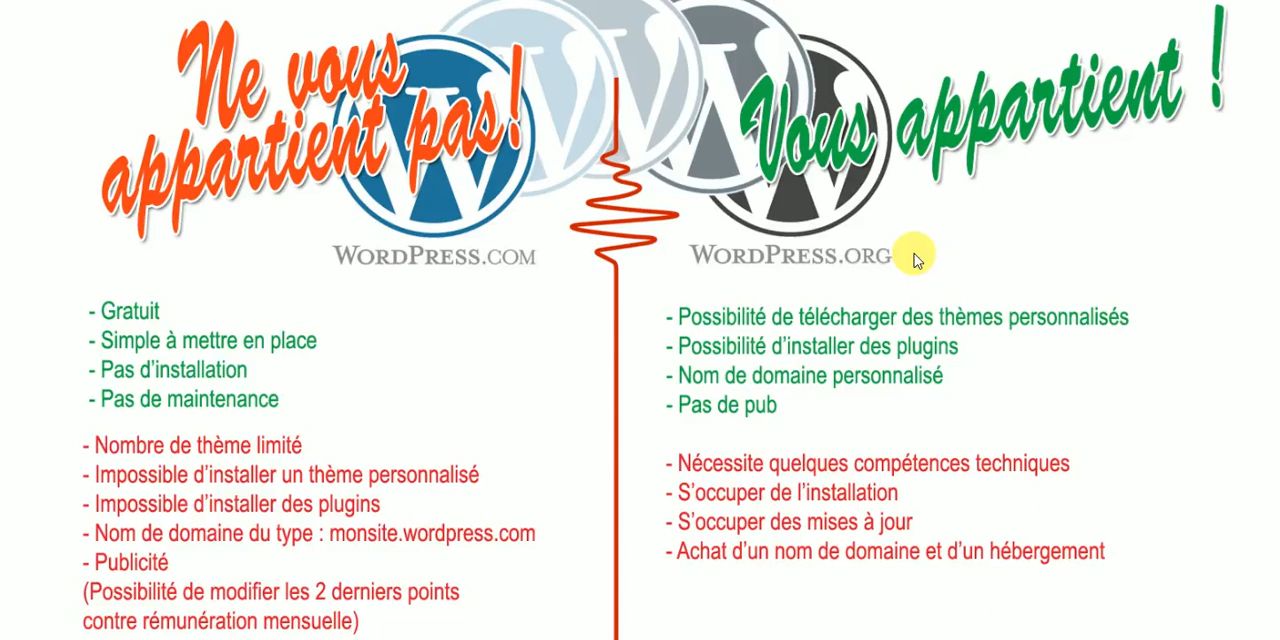 Ne vous
appartient pas!
Vous appartient !
WORDPRESS.COM
WORDPRESS.ORG
- Gratuit
- Simple à mettre en place
- Pas d'installation
- Pas de maintenance
- Nombre de thème limité
- Impossible d'installer un thème personnalisé
- Impossible d'installer des plugins
- Nom de domaine du type : monsite.wordpress.com
- Publicité
(Possibilité de modifier les 2 derniers points
contre rémunération mensuelle)
- Possibilité de télécharger des thèmes personnalisés
- Possibilité d'installer des plugins
- Nom de domaine personnalisé
- Pas de pub
- Nécessite quelques compétences techniques
- S'occuper de l'installation
- S'occuper des mises à jour
- Achat d'un nom de domaine et d'un hébergement